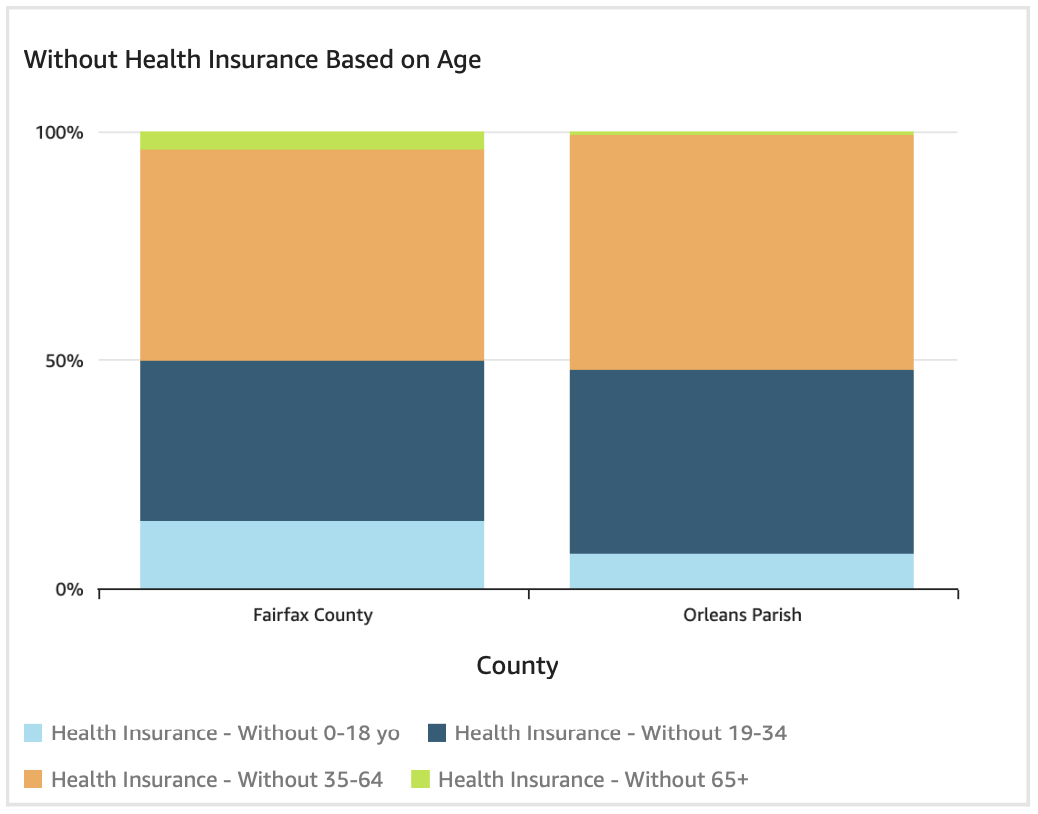 Without Health Insurance Based on Age
100%
50%
0%
Fairfax County Orleans Parish
County
Health Insurance - Without 0-18 yo Health Insurance - Without 19-34
Health Insurance - Without 35-64 Health Insurance - Without 65+